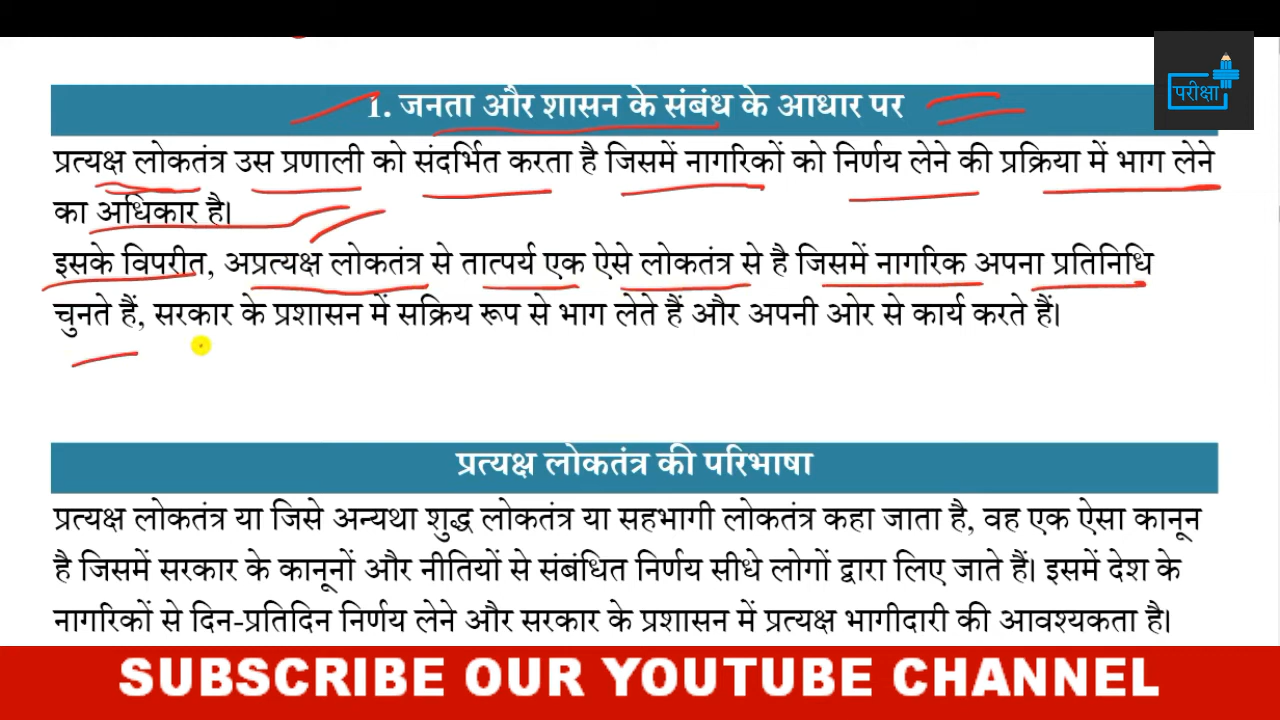 परीक्षा
1. जनता और शासन के संबंध के आधार पर
प्रत्यक्ष लोकतंत्र उस प्रणाली को संदर्भित करता है जिसमें नागरिकों को निर्णय लेने की प्रक्रिया में भाग लेने
का अधिकार है।
इसके विपरीत, अप्रत्यक्ष लोकतंत्र से तात्पर्य एक ऐसे लोकतंत्र से है जिसमें नागरिक अपना प्रतिनिधि
चुनते हैं, सरकार के प्रशासन में सक्रिय रूप से भाग लेते हैं और अपनी ओर से कार्य करते हैं।
प्रत्यक्ष लोकतंत्र की परिभाषा
प्रत्यक्ष लोकतंत्र या जिसे अन्यथा शुद्ध लोकतंत्र या सहभागी लोकतंत्र कहा जाता है, वह एक ऐसा कानून
है जिसमें सरकार के कानूनों और नीतियों से संबंधित निर्णय सीधे लोगों द्वारा लिए जाते हैं। इसमें देश के
नागरिकों से दिन-प्रतिदिन निर्णय लेने और सरकार के प्रशासन में प्रत्यक्ष भागीदारी की आवश्यकता है।
SUBSCRIBE OUR YOUTUBE CHANNEL